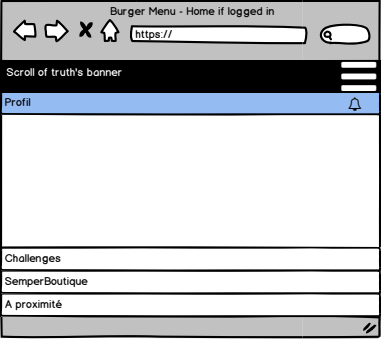 Burger Menu - Home if logged in
https://
Scroll of truth's banner
Profil
Challenges
SemperBoutique
A proximité